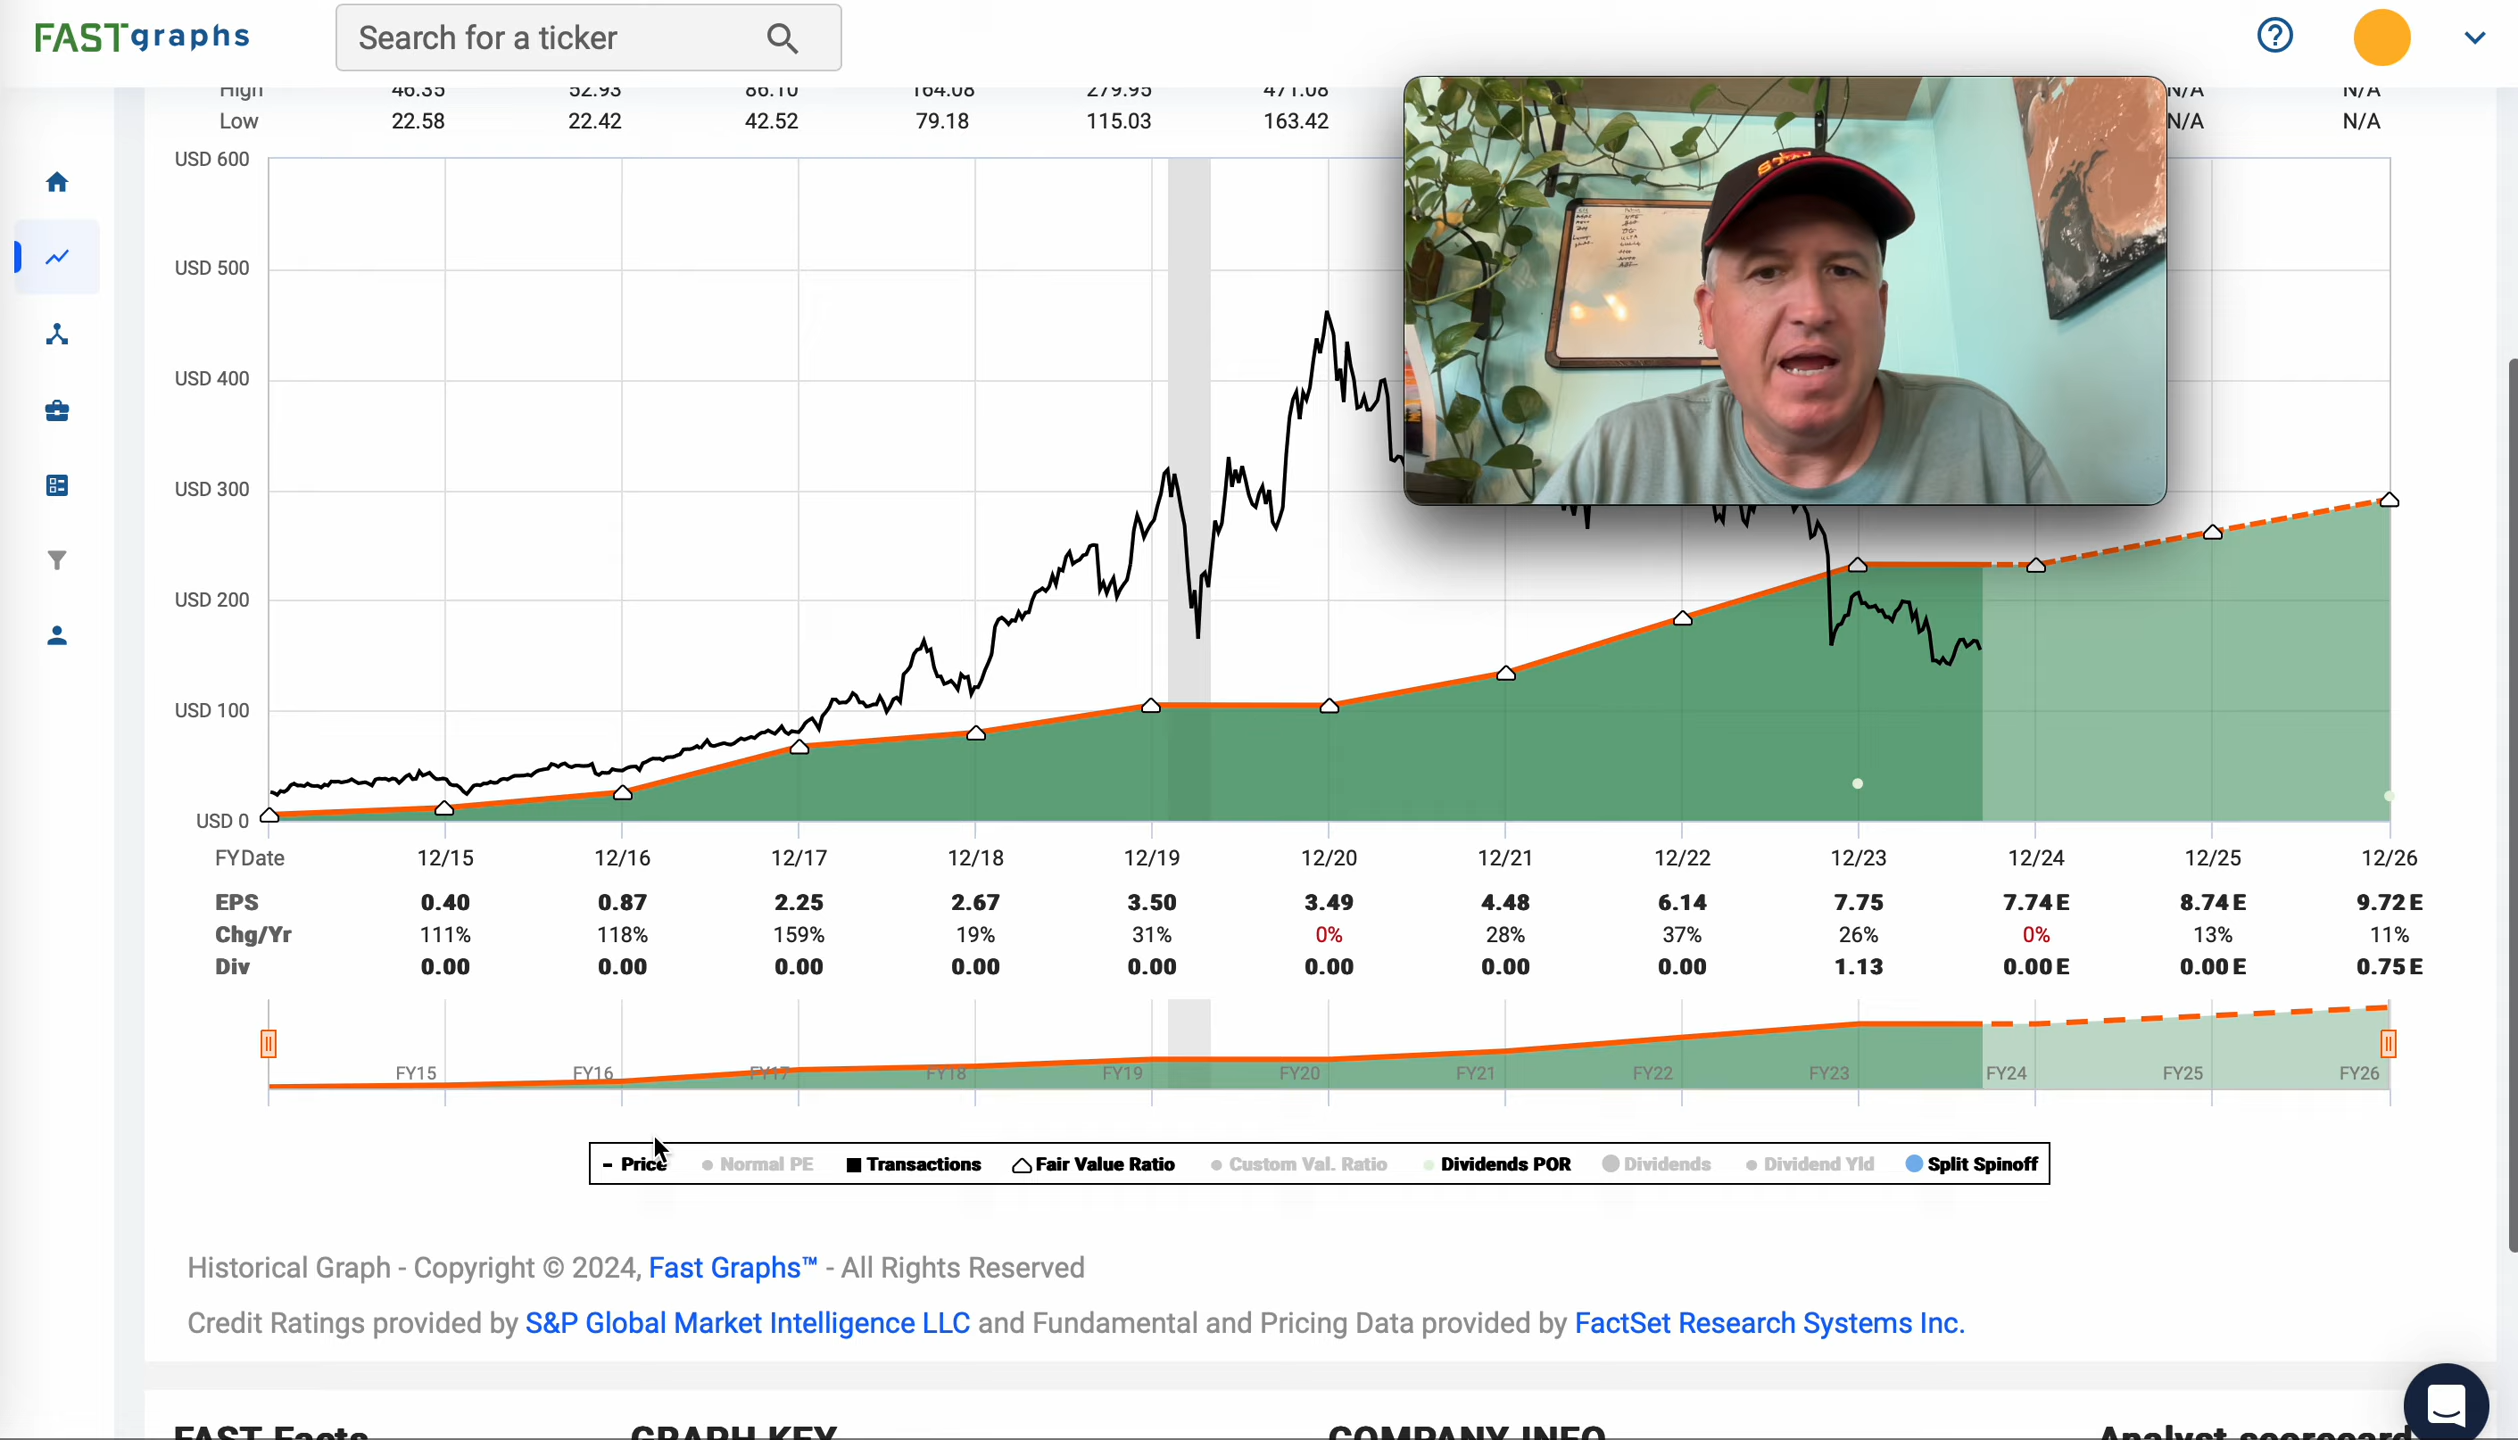 FASTgraphs
Search for a ticker
High 46.35 52.93 86.10 164.08 279.95 471.08 N/A N/A
Low 22.58 22.42 42.52 79.18 115.03 163.42 N/A N/A
USD 600
USD 500
USD 400
USD 300
USD 200
USD 100
USD 0
FYDate 12/15 12/16 12/17 12/18 12/19 12/20 12/21 12/22 12/23 12/24 12/25 12/26
EPS 0.40 0.87 2.25 2.67 3.50 3.49 4.48 6.14 7.75 7.74 E 8.74 E 9.72 E
Chg/Yr 111% 118% 159% 19% 31% 0% 28% 37% 26% 0% 13% 11%
Div 0.00 0.00 0.00 0.00 0.00 0.00 0.00 0.00 1.13 0.00 E 0.00 E 0.75 E
FY15 FY16 FY17 FY18 FY19 FY20 FY21 FY22 FY23 FY24 FY25 FY26
Price Normal PE Transactions Fair Value Ratio Custom Val. Ratio Dividends POR Dividends Dividend Yld Split Spinoff
Historical Graph - Copyright © 2024, Fast Graphs™ - All Rights Reserved
Credit Ratings provided by S&P Global Market Intelligence LLC and Fundamental and Pricing Data provided by FactSet Research Systems Inc.
FAST Facts GRAPH KEY COMPANY INFO Analyst scorecard